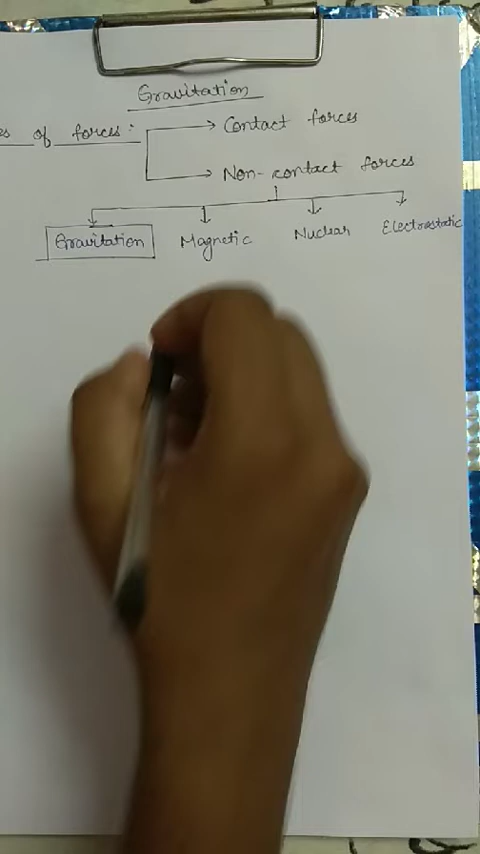 Gravitation
of forces: Contact forces
Non-contact forces
Gravitation Magnetic Nuclear Electrostatic